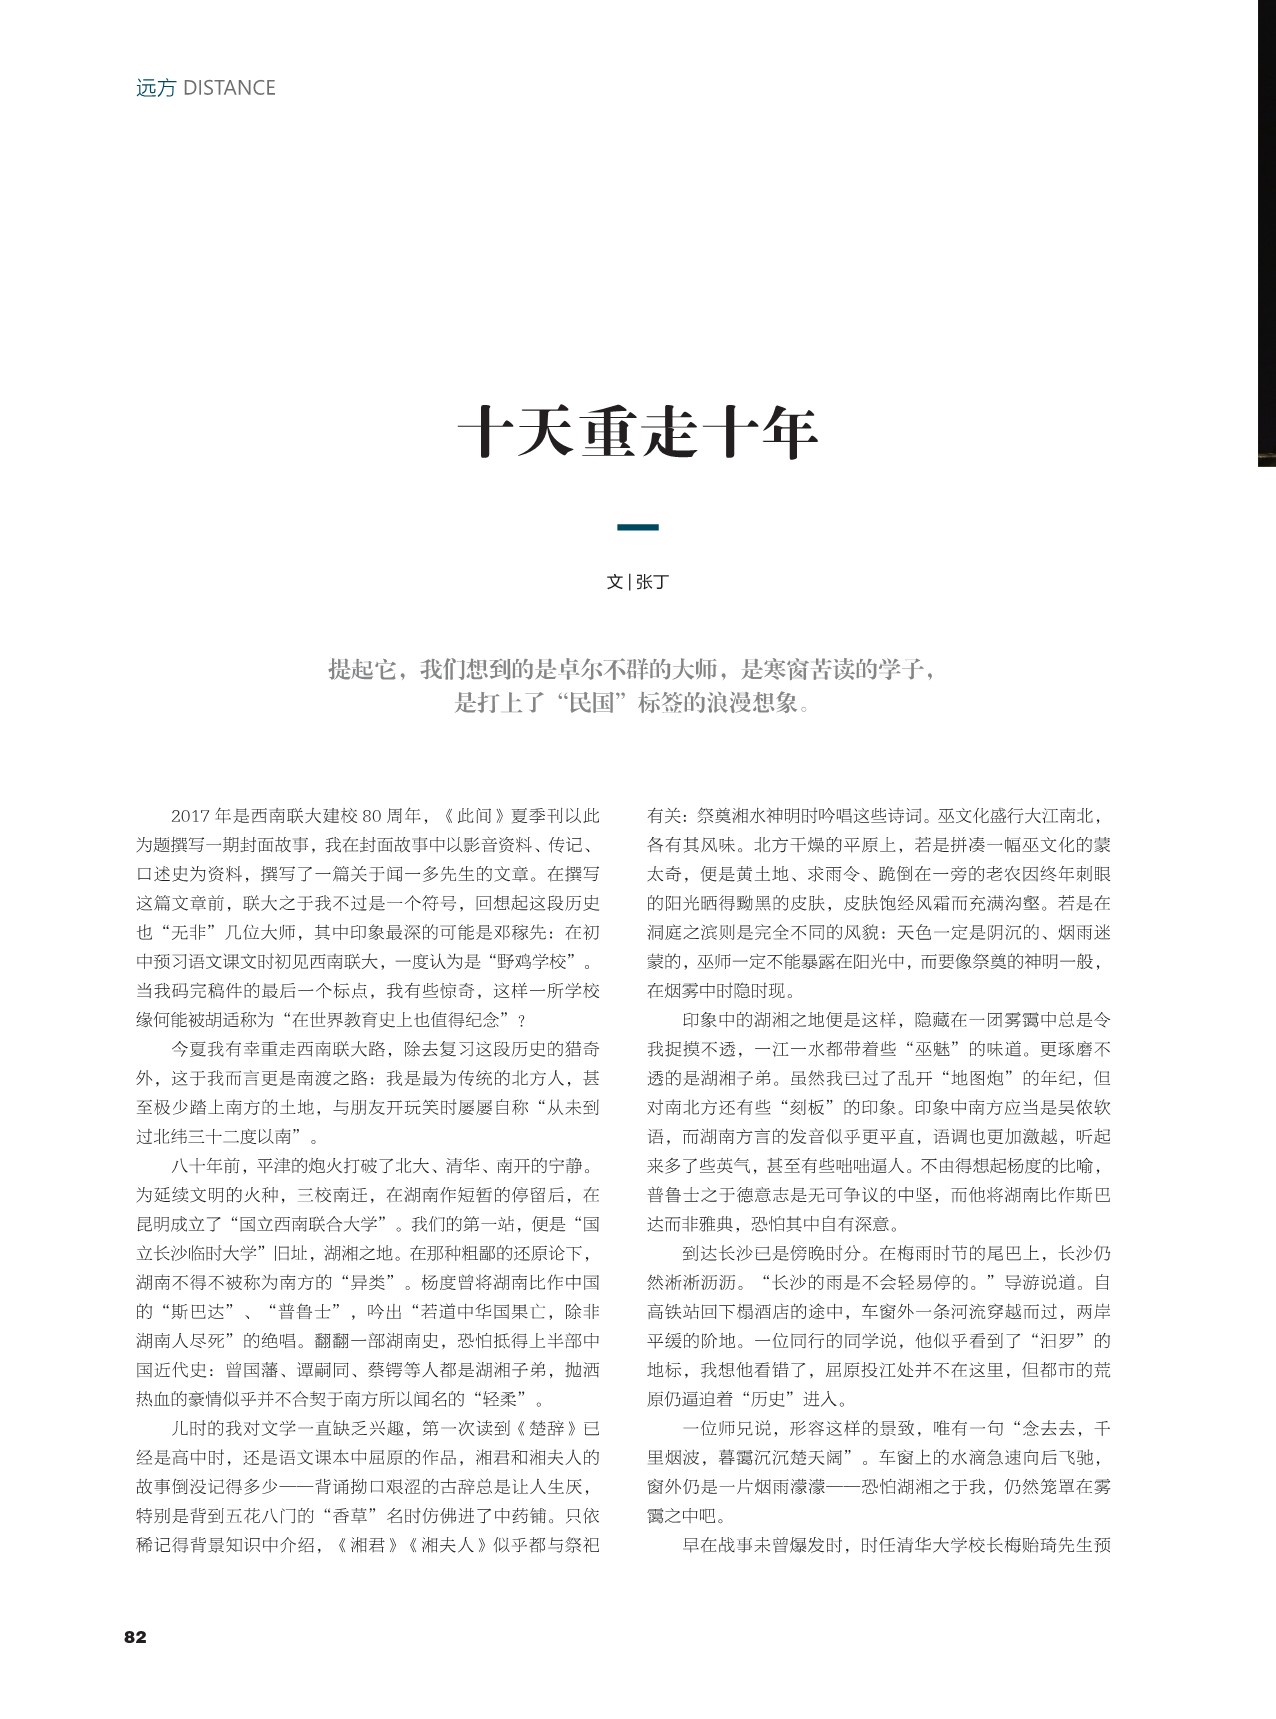 远方 DISTANCE
十天重走十年
文 | 张丁
提起它，我们想到的是卓尔不群的大师，是寒窗苦读的学子，
是打上了“民国”标签的浪漫想象。
2017 年是西南联大建校 80 周年，《此间》夏季刊以此
为题撰写一期封面故事，我在封面故事中以影音资料、传记、
口述史为资料，撰写了一篇关于闻一多先生的文章。在撰写
这篇文章前，联大之于我不过是一个符号，回想起这段历史
也“无非”几位大师，其中印象最深的可能是邓稼先：在初
中预习语文课文时初见西南联大，一度认为是“野鸡学校”。
当我码完稿件的最后一个标点，我有些惊奇，这样一所学校
缘何能被胡适称为“在世界教育史上也值得纪念”？
今夏我有幸重走西南联大路，除去复习这段历史的猎奇
外，这于我而言更是南渡之路：我是最为传统的北方人，甚
至极少踏上南方的土地，与朋友开玩笑时屡屡自称“从未到
过北纬三十二度以南”。
八十年前，平津的炮火打破了北大、清华、南开的宁静。
为延续文明的火种，三校南迁，在湖南作短暂的停留后，在
昆明成立了“国立西南联合大学”。我们的第一站，便是“国
立长沙临时大学”旧址，湖湘之地。在那种粗鄙的还原论下，
湖南不得不被称为南方的“异类”。杨度曾将湖南比作中国
的“斯巴达”、“普鲁士”，吟出“若道中华国果亡，除非
湖南人尽死”的绝唱。翻翻一部湖南史，恐怕抵得上半部中
国近代史：曾国藩、谭嗣同、蔡锷等人都是湖湘子弟，抛洒
热血的豪情似乎并不合契于南方所以闻名的“轻柔”。
儿时的我对文学一直缺乏兴趣，第一次读到《楚辞》已
经是高中时，还是语文课本中屈原的作品，湘君和湘夫人的
故事倒没记得多少——背诵拗口艰涩的古辞总是让人生厌，
特别是背到五花八门的“香草”名时仿佛进了中药铺。只依
稀记得背景知识中介绍，《湘君》《湘夫人》似乎都与祭祀
有关：祭奠湘水神明时吟唱这些诗词。巫文化盛行大江南北，
各有其风味。北方干燥的平原上，若是拼凑一幅巫文化的蒙
太奇，便是黄土地、求雨令、跪倒在一旁的老农因终年刺眼
的阳光晒得黝黑的皮肤，皮肤饱经风霜而充满沟壑。若是在
洞庭之滨则是完全不同的风貌：天色一定是阴沉的、烟雨迷
蒙的，巫师一定不能暴露在阳光中，而要像祭奠的神明一般，
在烟雾中时隐时现。
印象中的湖湘之地便是这样，隐藏在一团雾霭中总是令
我捉摸不透，一江一水都带着些“巫魅”的味道。更琢磨不
透的是湖湘子弟。虽然我已过了乱开“地图炮”的年纪，但
对南北方还有些“刻板”的印象。印象中南方应当是吴侬软
语，而湖南方言的发音似乎更平直，语调也更加激越，听起
来多了些英气，甚至有些咄咄逼人。不由得想起杨度的比喻，
普鲁士之于德意志是无可争议的中坚，而他将湖南比作斯巴
达而非雅典，恐怕其中自有深意。
到达长沙已是傍晚时分。在梅雨时节的尾巴上，长沙仍
然淅淅沥沥。“长沙的雨是不会轻易停的。”导游说道。自
高铁站回下榻酒店的途中，车窗外一条河流穿越而过，两岸
平缓的阶地。一位同行的同学说，他似乎看到了“汨罗”的
地标，我想他看错了，屈原投江处并不在这里，但都市的荒
原仍逼迫着“历史”进入。
一位师兄说，形容这样的景致，唯有一句“念去去，千
里烟波，暮霭沉沉楚天阔”。车窗上的水滴急速向后飞驰，
窗外仍是一片烟雨濛濛——恐怕湖湘之于我，仍然笼罩在雾
霭之中吧。
早在战事未曾爆发时，时任清华大学校长梅贻琦先生预
82